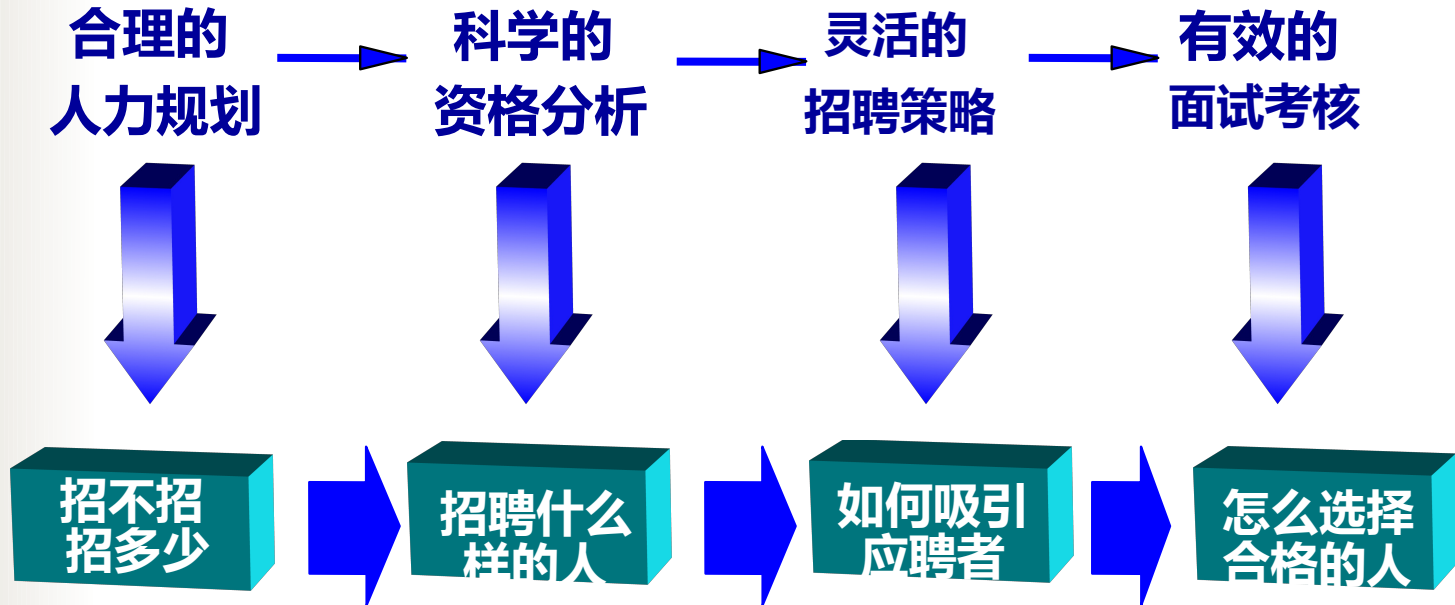 合理的
人力规划
科学的
资格分析
灵活的
招聘策略
有效的
面试考核
招不招
招多少
招聘什么
样的人
如何吸引
应聘者
怎么选择
合格的人